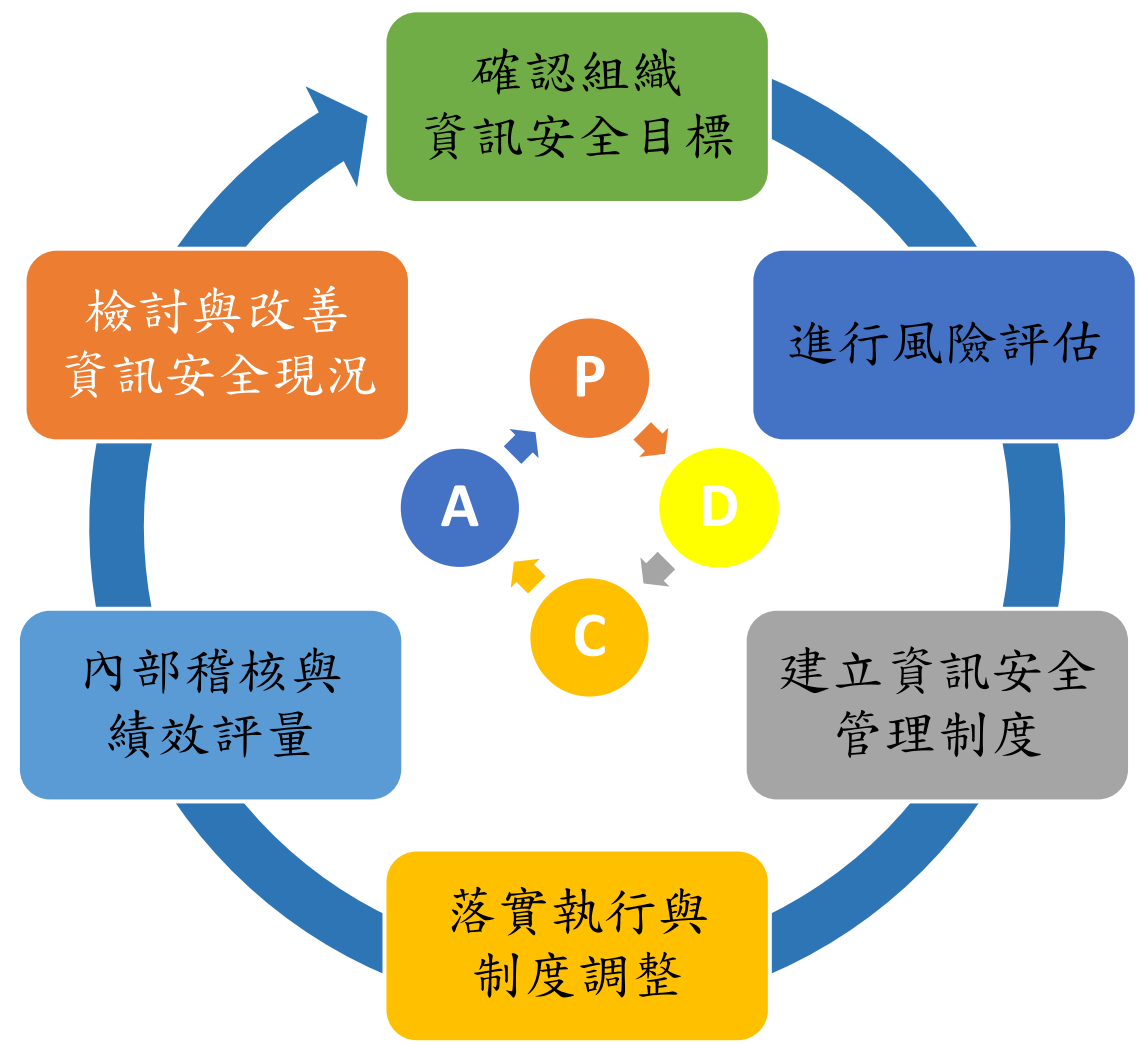 確認組織
資訊安全目標
進行風險評估
建立資訊安全
管理制度
落實執行與
制度調整
內部稽核與
績效評量
檢討與改善
資訊安全現況
P
D
C
A